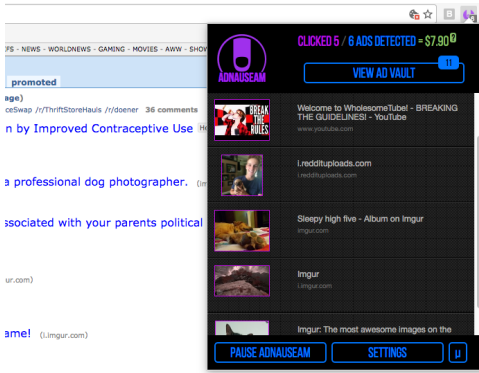 FS - NEWS - WORLDNEWS - GAMING - MOVIES - AWW - SHOW
promoted
age)
ceSwap /r/ThriftStoreHauls /r/doener 36 comments
n by Improved Contraceptive Use
a professional dog photographer.
ssociated with your parents political
ur.com)
ame! (i.imgur.com)
ADNAUSEAM
CLICKED 5 / 6 ADS DETECTED = $7.90?
11
VIEW AD VAULT
BREAK
THE
RULES
Welcome to WholesomeTube! - BREAKING
THE GUIDELINES! - YouTube
www.youtube.com
i.reddituploads.com
i.reddituploads.com
Sleepy high five - Album on Imgur
imgur.com
Imgur
i.imgur.com
Imgur: The most awesome images on the
PAUSE ADNAUSEAM
SETTINGS
µ